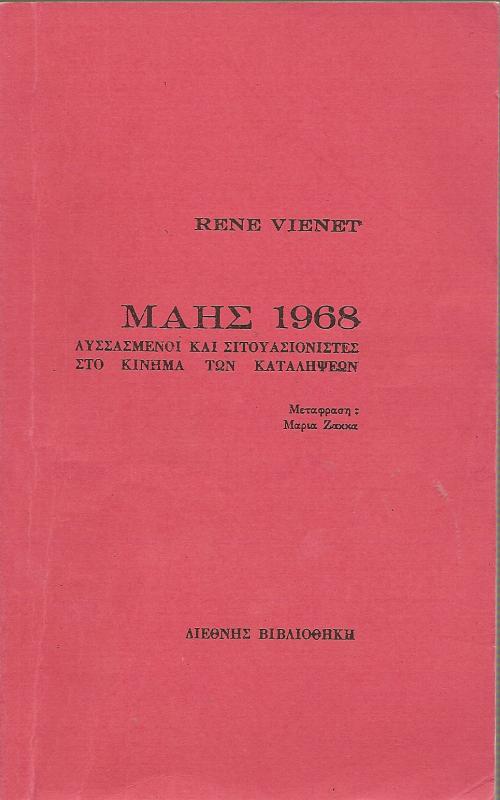 RENE VIENET
ΜΑΗΣ 1968
ΛΥΣΣΑΣΜΕΝΟΙ ΚΑΙ ΣΙΤΟΥΑΣΙΟΝΙΣΤΕΣ
ΣΤΟ ΚΙΝΗΜΑ ΤΩΝ ΚΑΤΑΛΗΨΕΩΝ
Μεταφραση :
Μαρια Ζακκα
ΔΙΕΘΝΗΣ ΒΙΒΛΙΟΘΗΚΗ